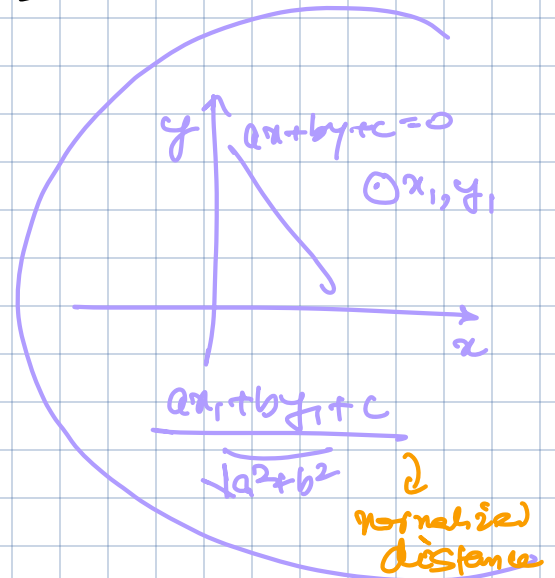 y
ax+by+c=0
x₁, y₁
x
ax₁+by₁+c
√a²+b²
normalized
distance